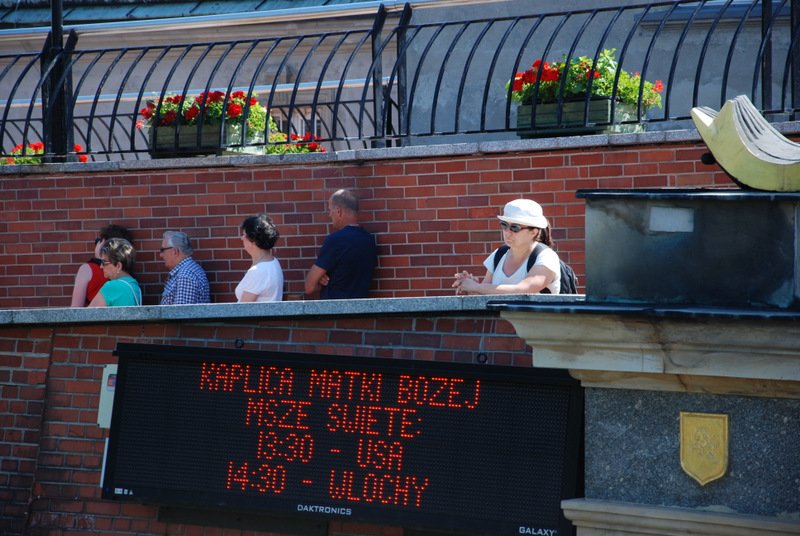 KAPLICA MATKI BOZEJ
MSZE SWIETE:
13:30 - USA
14:30 - WLOCHY
DAKTRONICS
GALAXY